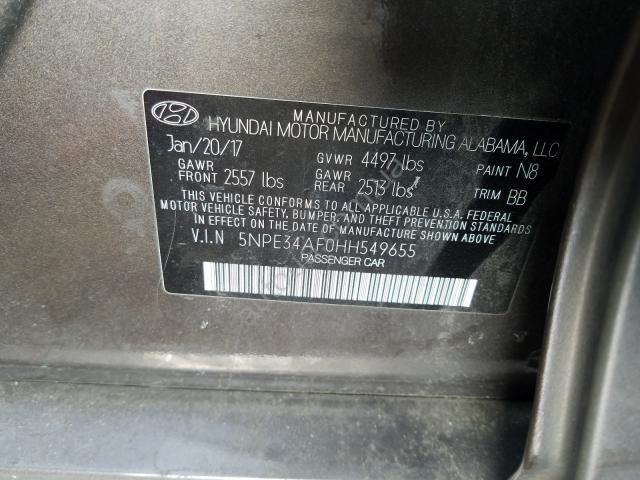 MANUFACTURED BY
HYUNDAI MOTOR MANUFACTURING ALABAMA, LLC
Jan/20/17 GVWR 4497 lbs PAINT N8
GAWR FRONT 2557 lbs GAWR REAR 2513 lbs TRIM BB
THIS VEHICLE CONFORMS TO ALL APPLICABLE U.S.A. FEDERAL
MOTOR VEHICLE SAFETY, BUMPER, AND THEFT PREVENTION STANDARDS
IN EFFECT ON THE DATE OF MANUFACTURE SHOWN ABOVE.
V.I.N 5NPE34AF0HH549655
PASSENGER CAR